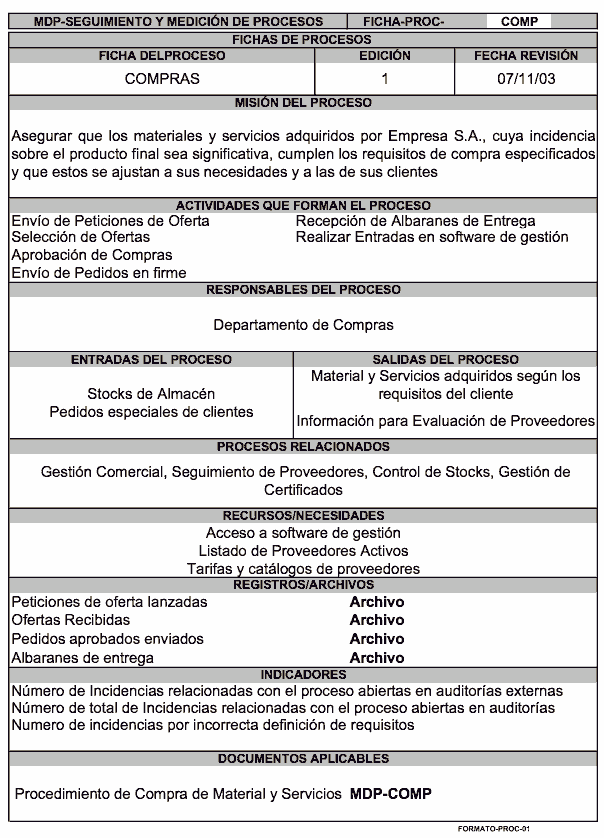 MDP-SEGUIMIENTO Y MEDICIÓN DE PROCESOS FICHA-PROC- COMP
FICHAS DE PROCESOS
FICHA DELPROCESO EDICIÓN FECHA REVISIÓN
COMPRAS 1 07/11/03
MISIÓN DEL PROCESO
Asegurar que los materiales y servicios adquiridos por Empresa S.A., cuya incidencia
sobre el producto final sea significativa, cumplen los requisitos de compra especificados
y que estos se ajustan a sus necesidades y a las de sus clientes
ACTIVIDADES QUE FORMAN EL PROCESO
Envío de Peticiones de Oferta Recepción de Albaranes de Entrega
Selección de Ofertas Realizar Entradas en software de gestión
Aprobación de Compras
Envío de Pedidos en firme
RESPONSABLES DEL PROCESO
Departamento de Compras
ENTRADAS DEL PROCESO SALIDAS DEL PROCESO
Stocks de Almacén
Pedidos especiales de clientes
Material y Servicios adquiridos según los
requisitos del cliente
Información para Evaluación de Proveedores
PROCESOS RELACIONADOS
Gestión Comercial, Seguimiento de Proveedores, Control de Stocks, Gestión de
Certificados
RECURSOS/NECESIDADES
Acceso a software de gestión
Listado de Proveedores Activos
Tarifas y catálogos de proveedores
REGISTROS/ARCHIVOS
Peticiones de oferta lanzadas Archivo
Ofertas Recibidas Archivo
Pedidos aprobados enviados Archivo
Albaranes de entrega Archivo
INDICADORES
Número de Incidencias relacionadas con el proceso abiertas en auditorías externas
Número de total de Incidencias relacionadas con el proceso abiertas en auditorías
Numero de incidencias por incorrecta definición de requisitos
DOCUMENTOS APLICABLES
Procedimiento de Compra de Material y Servicios MDP-COMP
FORMATO-PROC-01